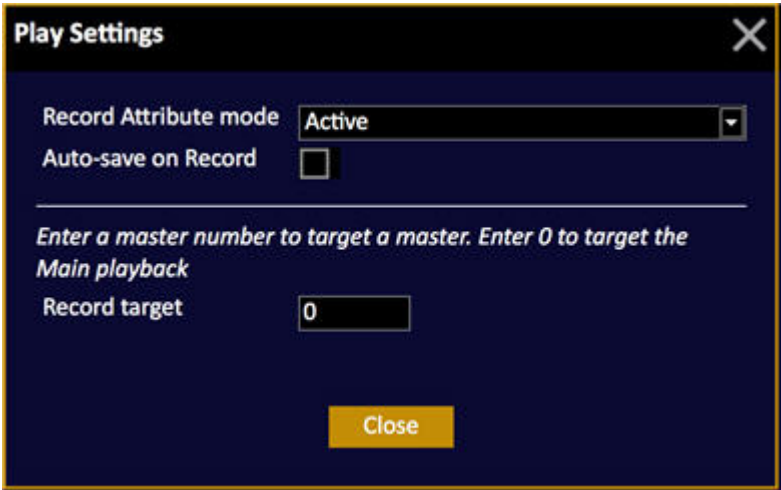 Play Settings
Record Attribute mode Active
Auto-save on Record
Enter a master number to target a master. Enter 0 to target the
Main playback
Record target 0
Close